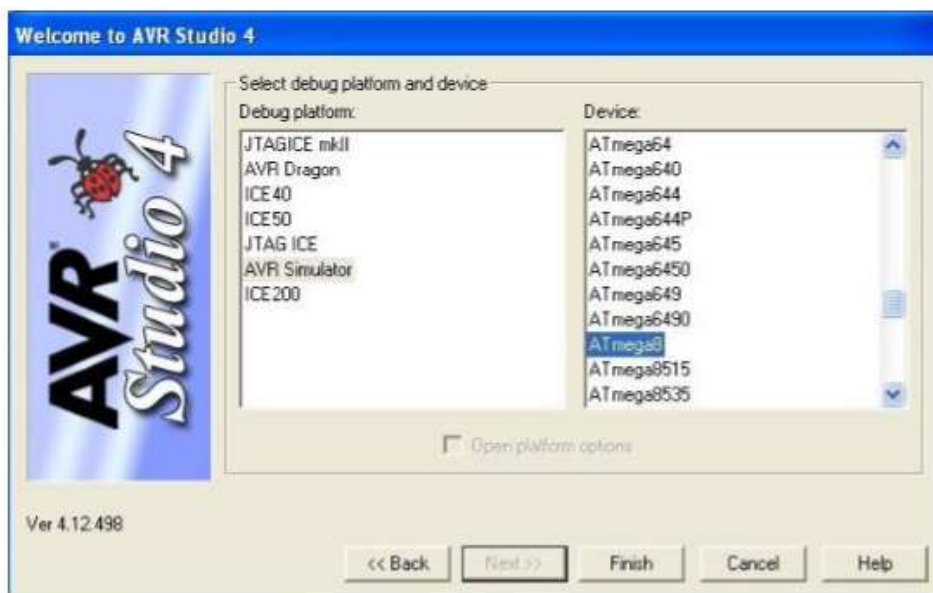 Welcome to AVR Studio 4
AVR Studio 4
Select debug platform and device
Debug platform:
JTAGICE mkII
AVR Dragon
ICE40
ICE50
JTAG ICE
AVR Simulator
ICE200
Device:
ATmega64
ATmega640
ATmega644
ATmega644P
ATmega645
ATmega6450
ATmega649
ATmega6490
ATmega8
ATmega8515
ATmega8535
Open platform options
Ver 4.12.498
<< Back
Next >>
Finish
Cancel
Help